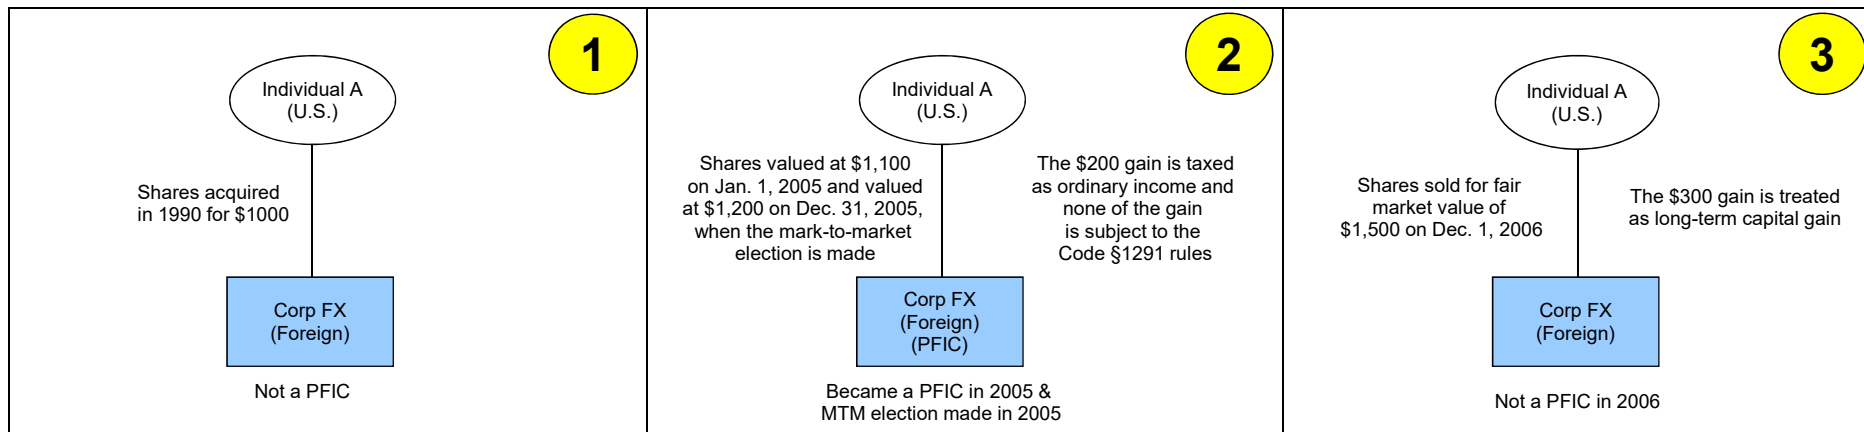 1
Individual A
(U.S.)
Shares acquired
in 1990 for $1000
Corp FX
(Foreign)
Not a PFIC
2
Individual A
(U.S.)
Shares valued at $1,100
on Jan. 1, 2005 and valued
at $1,200 on Dec. 31, 2005,
when the mark-to-market
election is made
The $200 gain is taxed
as ordinary income and
none of the gain
is subject to the
Code §1291 rules
Corp FX
(Foreign)
(PFIC)
Became a PFIC in 2005 &
MTM election made in 2005
3
Individual A
(U.S.)
Shares sold for fair
market value of
$1,500 on Dec. 1, 2006
The $300 gain is treated
as long-term capital gain
Corp FX
(Foreign)
Not a PFIC in 2006